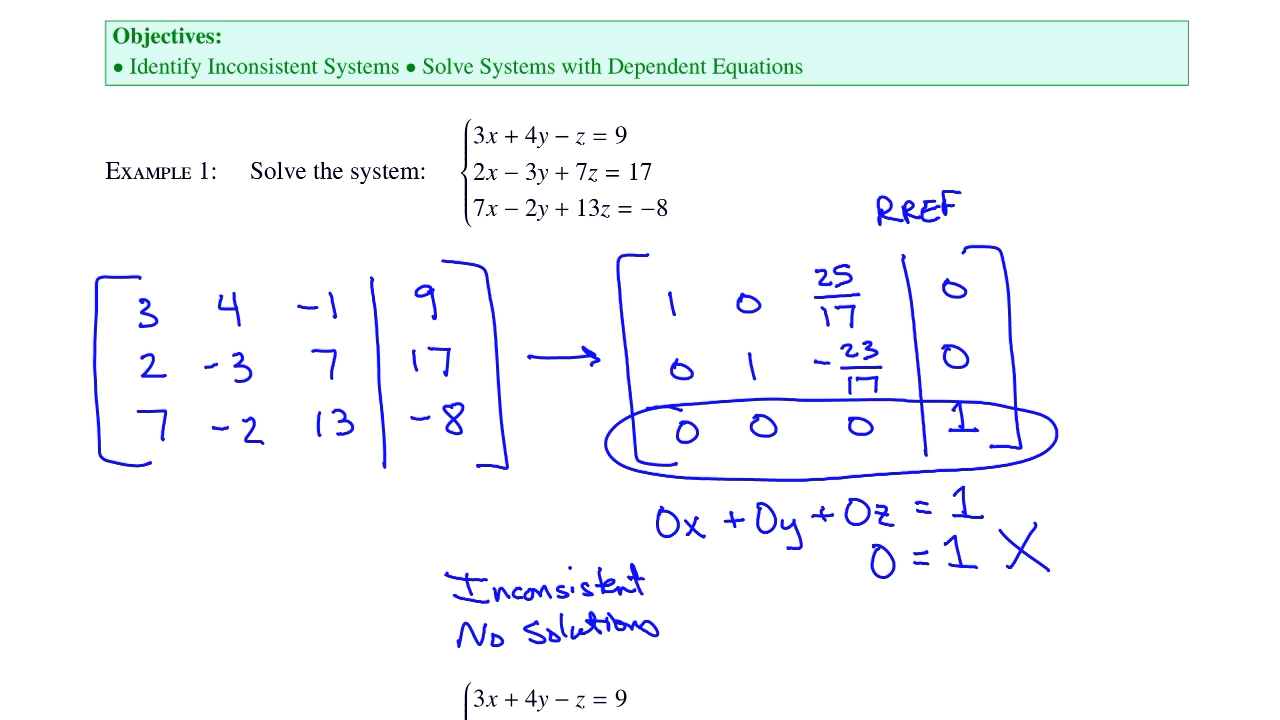 Objectives:
• Identify Inconsistent Systems • Solve Systems with Dependent Equations
EXAMPLE 1: Solve the system:
3x + 4y − z = 9
2x − 3y + 7z = 17
7x − 2y + 13z = −8
RREF
3 4 -1 | 9
2 -3 7 | 17
7 -2 13 | -8
→
1 0 25/17 | 0
0 1 -23/17 | 0
0 0 0 | 1
0x + 0y + 0z = 1
0 = 1 X
Inconsistent
No Solutions
3x + 4y − z = 9